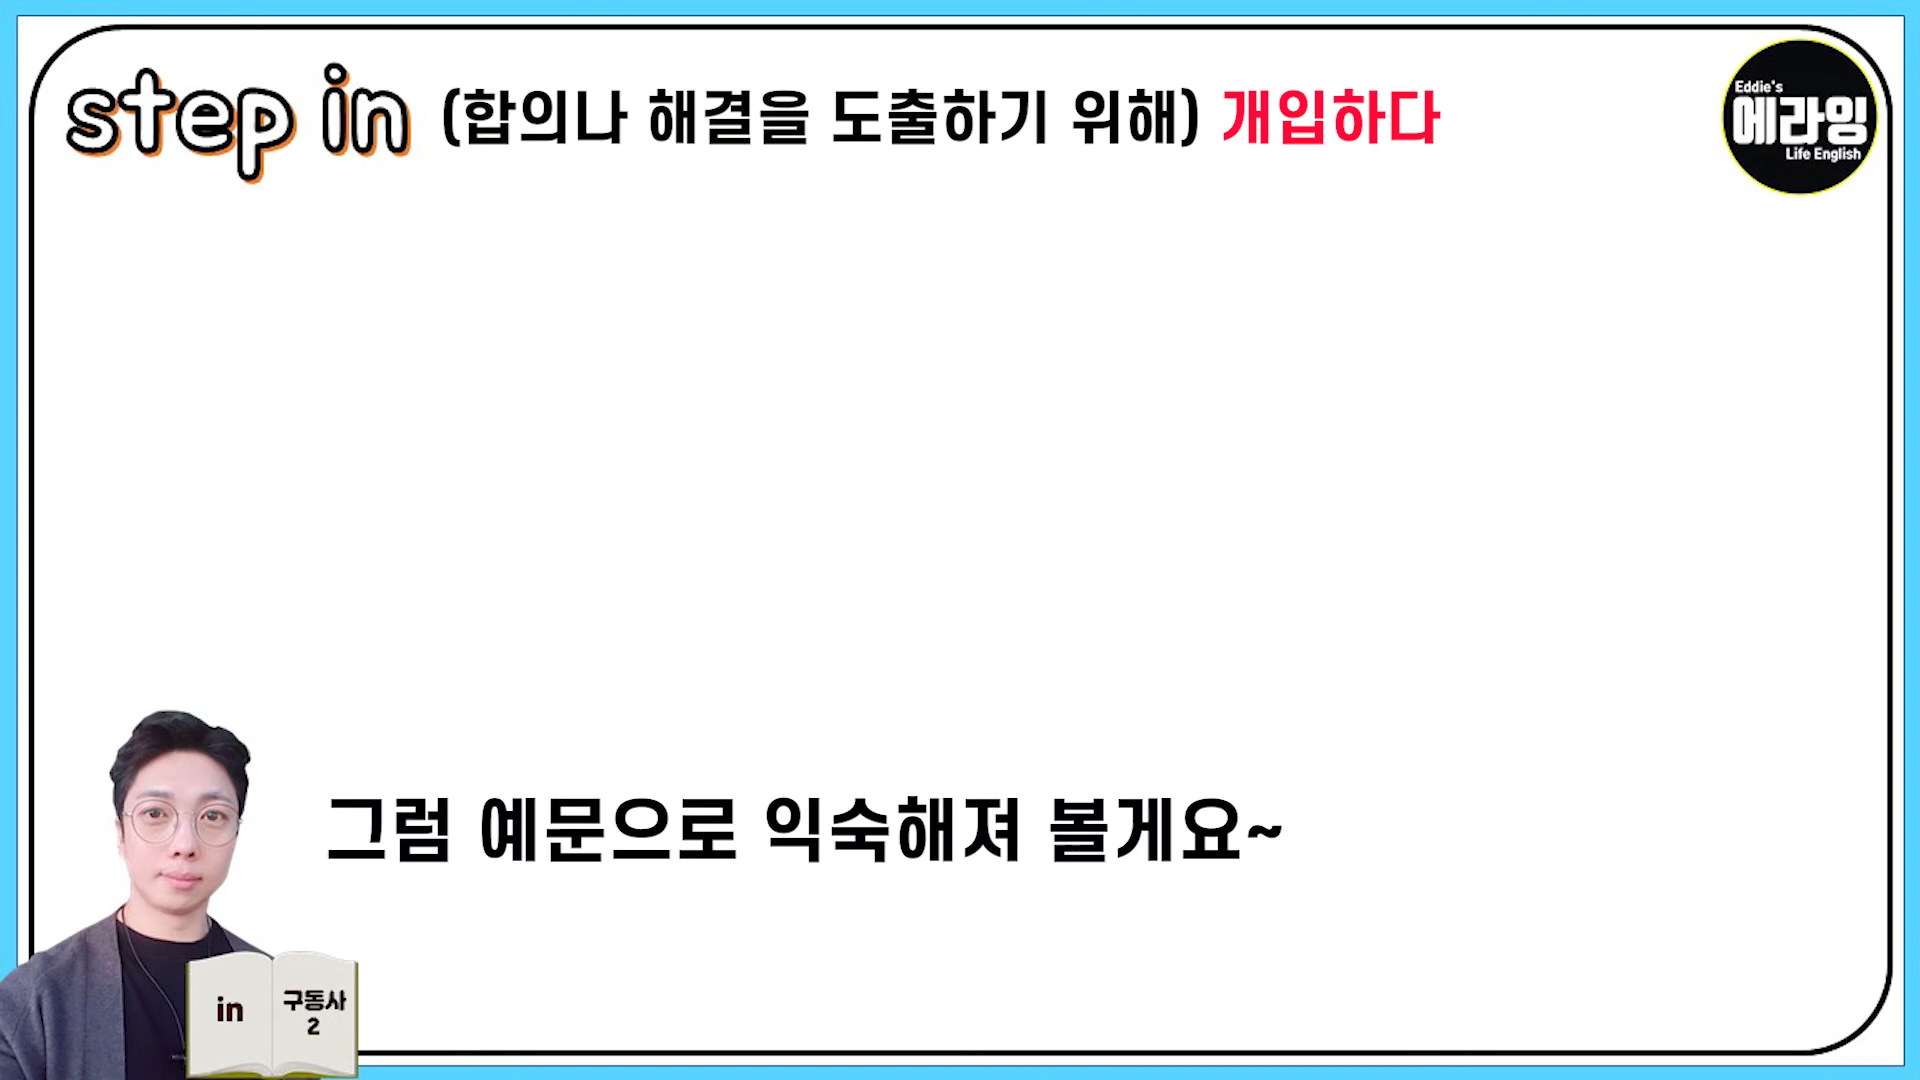 step in (합의나 해결을 도출하기 위해) 개입하다
Eddie's
에라잉
Life English
그럼 예문으로 익숙해져 볼게요~
in
구동사
2